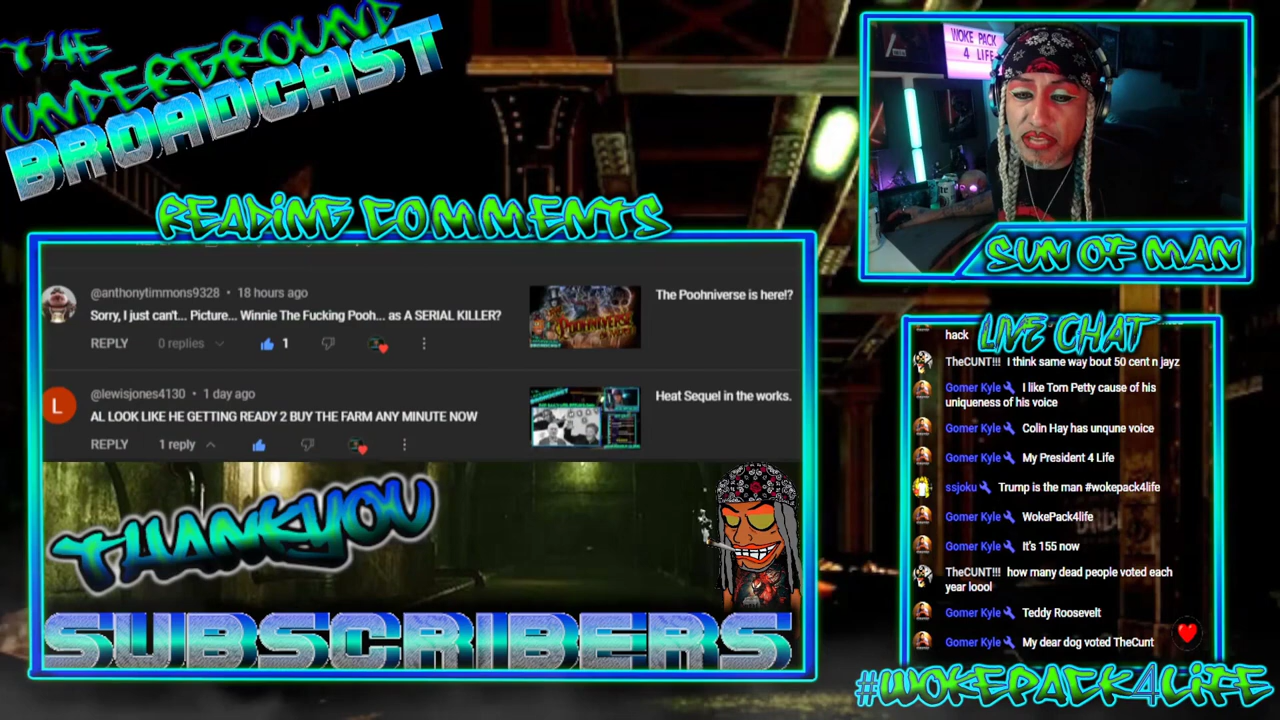 THE
UNDERGROUND
BROADCAST
WOKE PACK
4 LIFE
READING COMMENTS
SUN OF MAN
@anthonytimmons9328 • 18 hours ago
The Poohniverse is here!?
Sorry, I just can't... Picture... Winnie The Fucking Pooh... as A SERIAL KILLER?
POOHNIVERSE
REPLY 0 replies 1
L
@lewisjones4130 • 1 day ago
Heat Sequel in the works.
AL LOOK LIKE HE GETTING READY 2 BUY THE FARM ANY MINUTE NOW
REPLY 1 reply
THANKYOU
SUBSCRIBERS
LIVE CHAT
hack
TheCUNT!!! I think same way bout 50 cent n jayz
Gomer Kyle I like Tom Petty cause of his
uniqueness of his voice
Gomer Kyle Colin Hay has unqune voice
Gomer Kyle My President 4 Life
ssjoku Trump is the man #wokepack4life
Gomer Kyle WokePack4life
Gomer Kyle It's 155 now
TheCUNT!!! how many dead people voted each
year loool
Gomer Kyle Teddy Roosevelt
Gomer Kyle My dear dog voted TheCunt
#WOKEPACK4LIFE